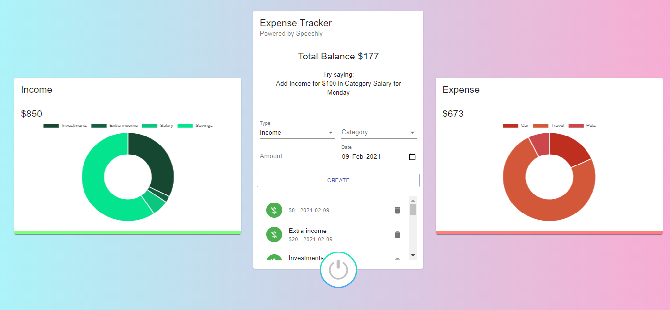 Expense Tracker
Powered by Speechly
Total Balance $177
Try saying:
Add Income for $100 in Category Salary for
Monday
Type
Income
Category
Amount
Date
09 Feb 2021
CREATE
$0 - 2021-02-09
Extra income
$20 - 2021-02-09
Investments
Income
$850
Investments
Extra income
Salary
Savings
Expense
$673
Car
Travel
Pets